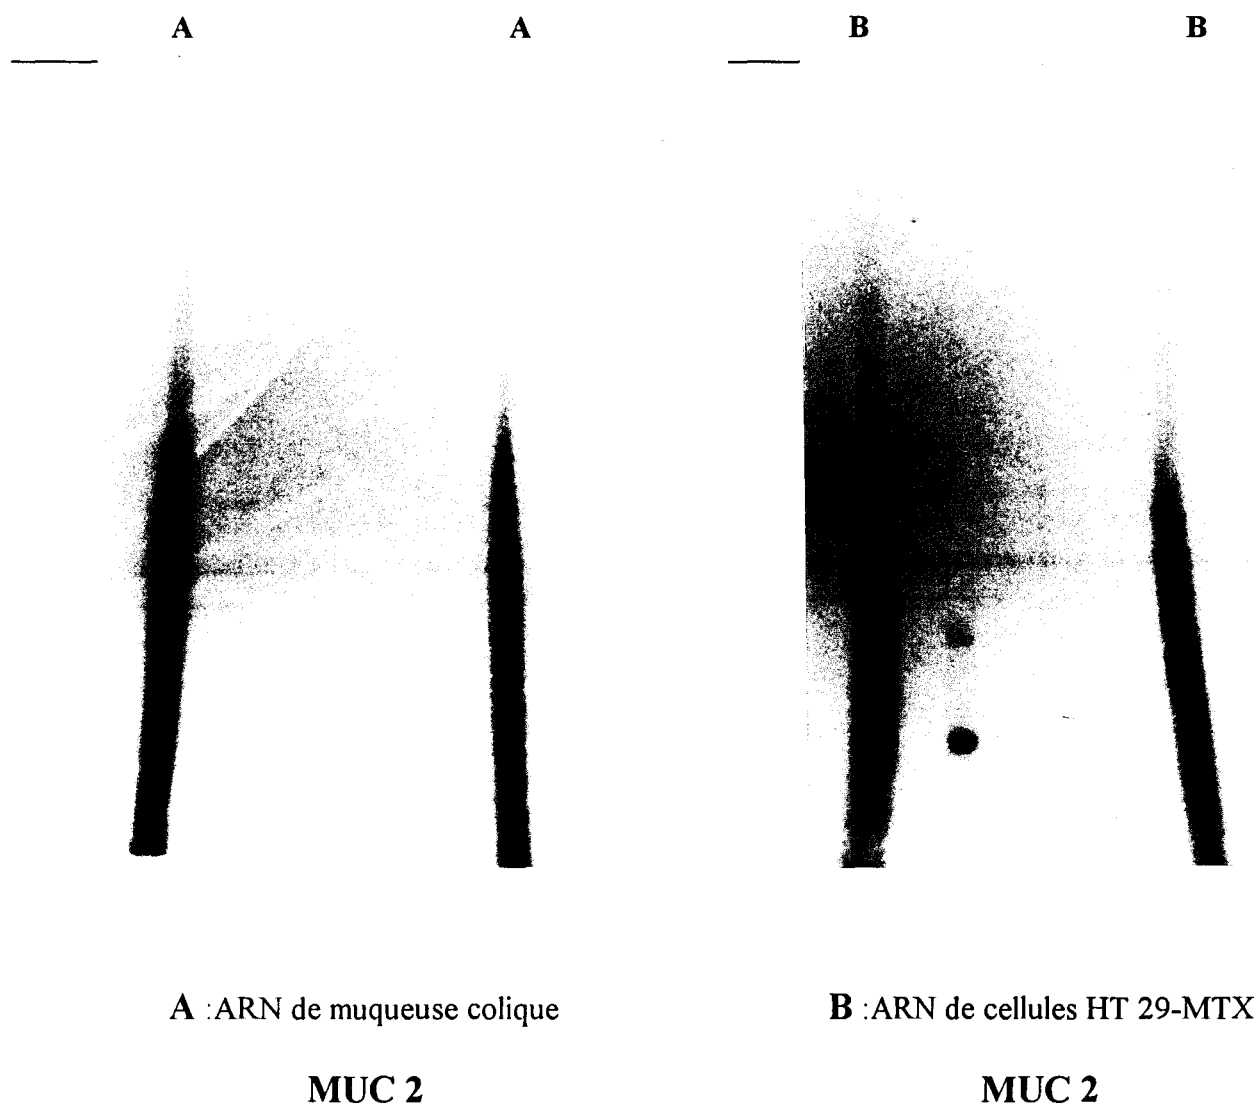 A A B B
A :ARN de muqueuse colique
B :ARN de cellules HT 29-MTX
MUC 2
MUC 2